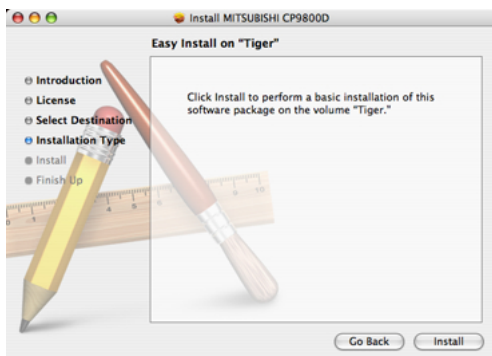 Install MITSUBISHI CP9800D
Easy Install on "Tiger"
Introduction
License
Select Destination
Installation Type
Install
Finish Up
Click Install to perform a basic installation of this
software package on the volume "Tiger."
Go Back
Install